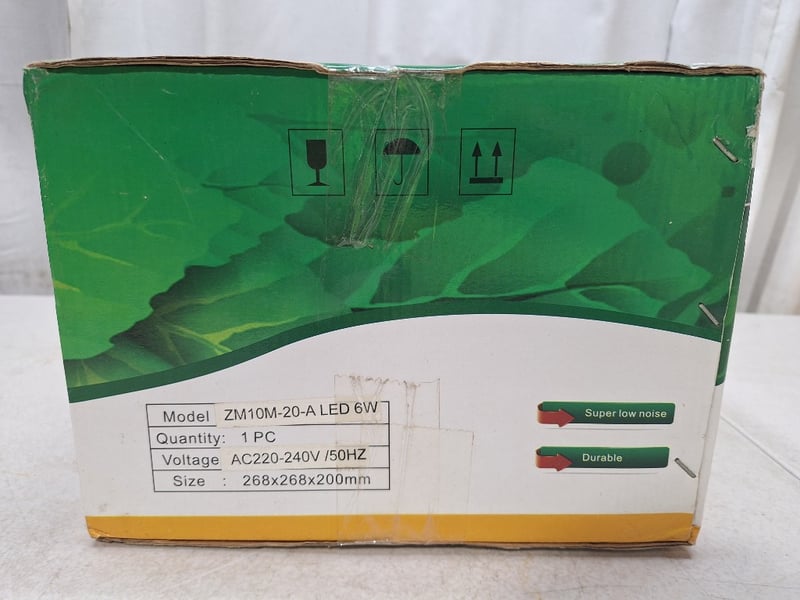 Model ZM10M-20-A LED 6W
Quantity: 1 PC
Voltage AC220-240V /50HZ
Size : 268x268x200mm
Super low noise
Durable